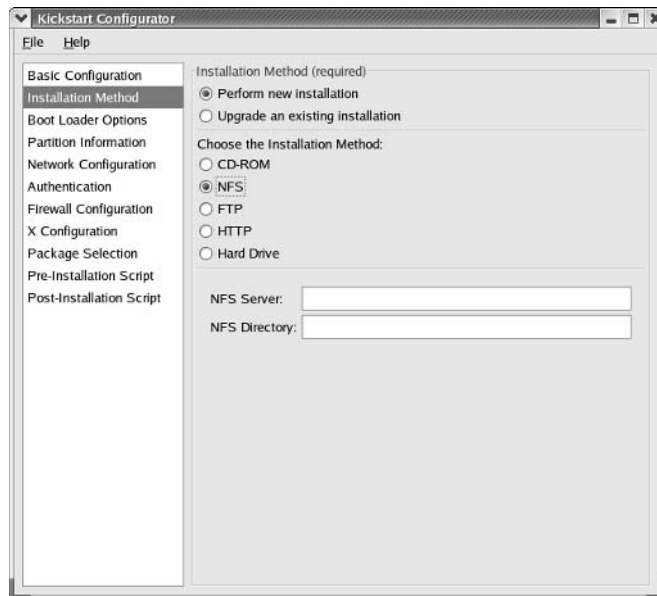 Kickstart Configurator
File Help
Basic Configuration
Installation Method
Boot Loader Options
Partition Information
Network Configuration
Authentication
Firewall Configuration
X Configuration
Package Selection
Pre-Installation Script
Post-Installation Script
Installation Method (required)
Perform new installation
Upgrade an existing installation
Choose the Installation Method:
CD-ROM
NFS
FTP
HTTP
Hard Drive
NFS Server:
NFS Directory: